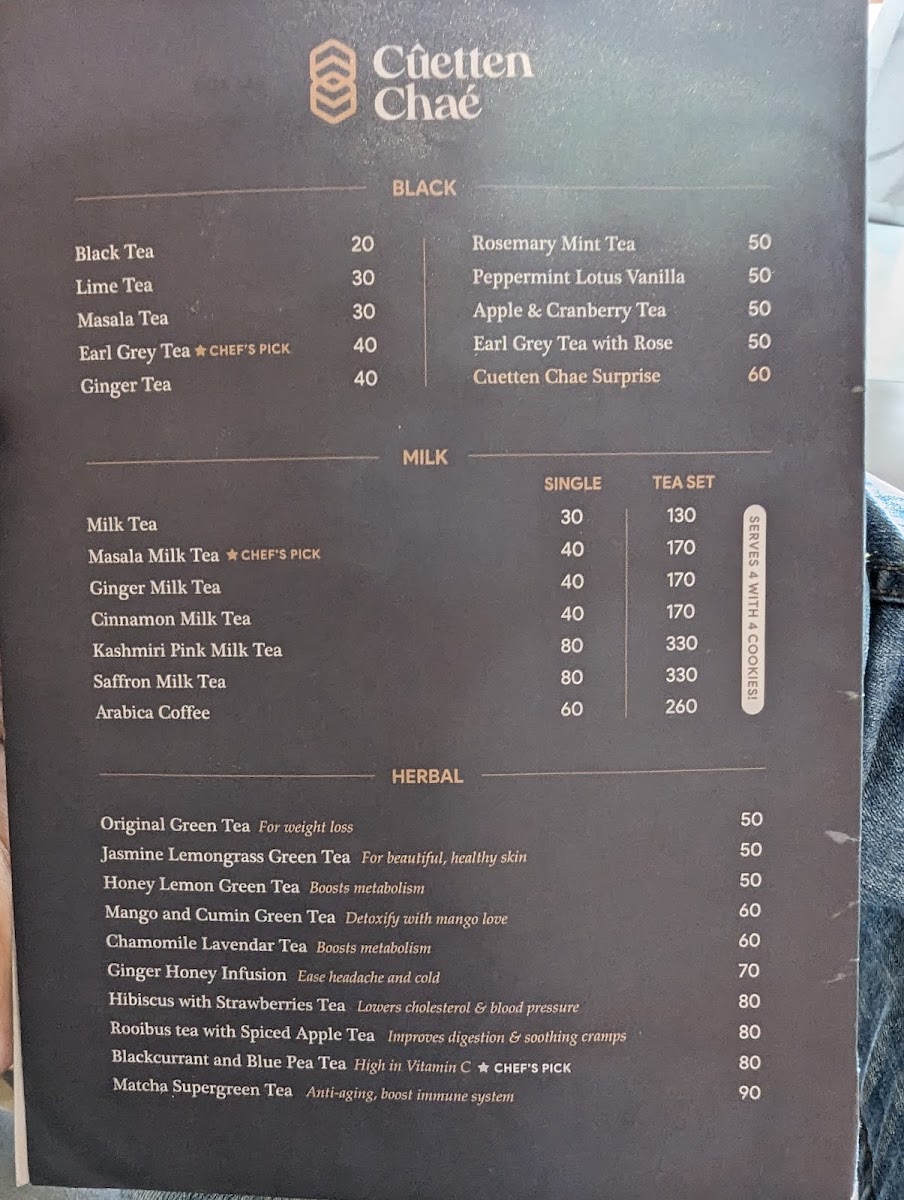 Cûetten
Chaé
BLACK
Black Tea 20
Lime Tea 30
Masala Tea 30
Earl Grey Tea ★ CHEF'S PICK 40
Ginger Tea 40
Rosemary Mint Tea 50
Peppermint Lotus Vanilla 50
Apple & Cranberry Tea 50
Earl Grey Tea with Rose 50
Cuetten Chae Surprise 60
MILK
SINGLE TEA SET
Milk Tea 30 130
Masala Milk Tea ★ CHEF'S PICK 40 170
Ginger Milk Tea 40 170
Cinnamon Milk Tea 40 170
Kashmiri Pink Milk Tea 80 330
Saffron Milk Tea 80 330
Arabica Coffee 60 260
SERVES 4 WITH 4 COOKIES!
HERBAL
Original Green Tea For weight loss 50
Jasmine Lemongrass Green Tea For beautiful, healthy skin 50
Honey Lemon Green Tea Boosts metabolism 50
Mango and Cumin Green Tea Detoxify with mango love 60
Chamomile Lavendar Tea Boosts metabolism 60
Ginger Honey Infusion Ease headache and cold 70
Hibiscus with Strawberries Tea Lowers cholesterol & blood pressure 80
Rooibus tea with Spiced Apple Tea Improves digestion & soothing cramps 80
Blackcurrant and Blue Pea Tea High in Vitamin C ★ CHEF'S PICK 80
Matcha Supergreen Tea Anti-aging, boost immune system 90